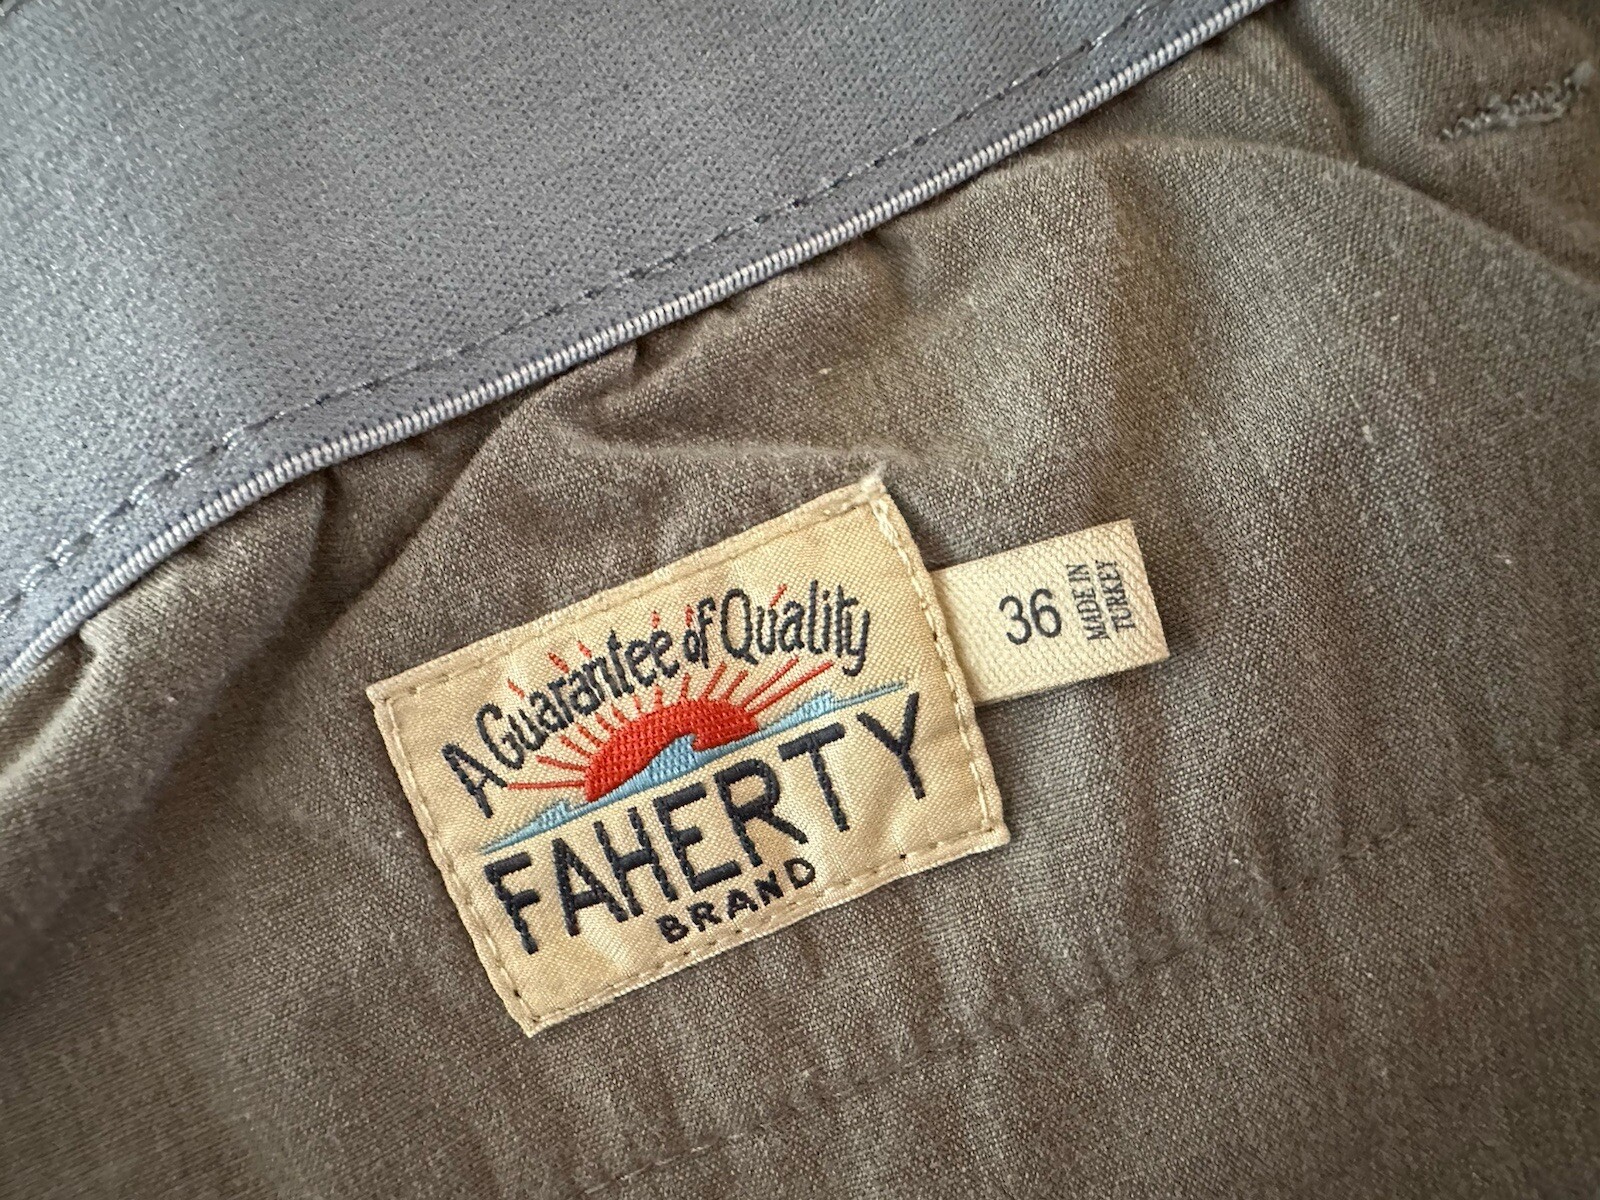 A Guarantee of Quality
FAHERTY
BRAND
36
MADE IN
TURKEY